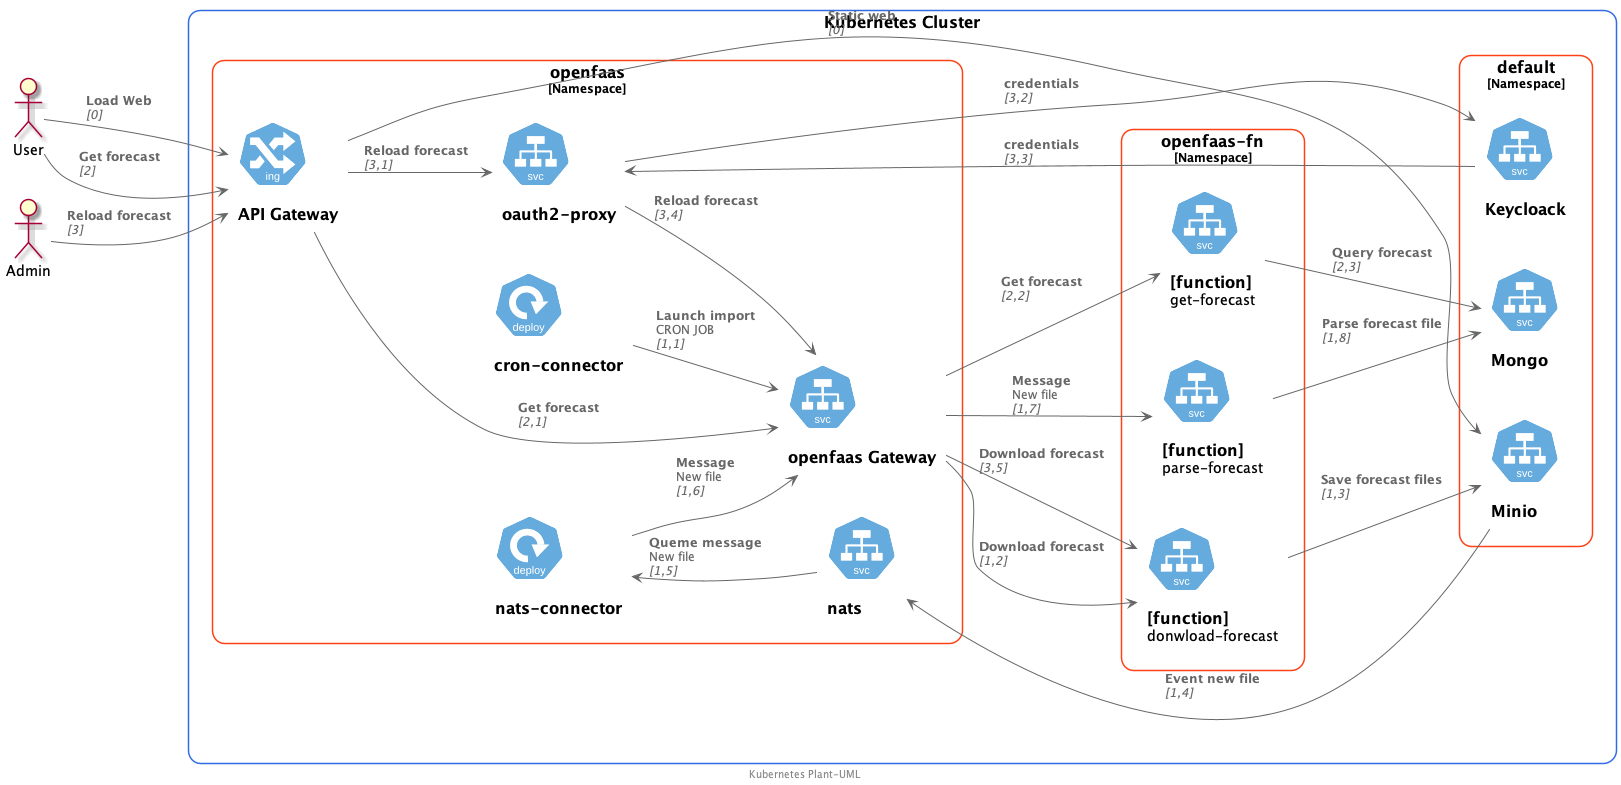 Static web
[0]
Kubernetes Cluster
openfaas
[Namespace]
default
[Namespace]
Load Web
[0]
User
Get forecast
[2]
Reload forecast
[3]
Admin
ing
API Gateway
Reload forecast
[3,1]
svc
oauth2-proxy
credentials
[3,2]
credentials
[3,3]
openfaas-fn
[Namespace]
svc
Keycloack
Reload forecast
[3,4]
svc
[function]
get-forecast
Query forecast
[2,3]
svc
Mongo
deploy
cron-connector
Launch import
CRON JOB
[1,1]
Get forecast
[2,2]
Parse forecast file
[1,8]
svc
openfaas Gateway
Get forecast
[2,1]
Message
New file
[1,7]
svc
[function]
parse-forecast
svc
Minio
Message
New file
[1,6]
Download forecast
[3,5]
Save forecast files
[1,3]
deploy
nats-connector
Queme message
New file
[1,5]
svc
nats
Download forecast
[1,2]
svc
[function]
donwload-forecast
Event new file
[1,4]
Kubernetes Plant-UML